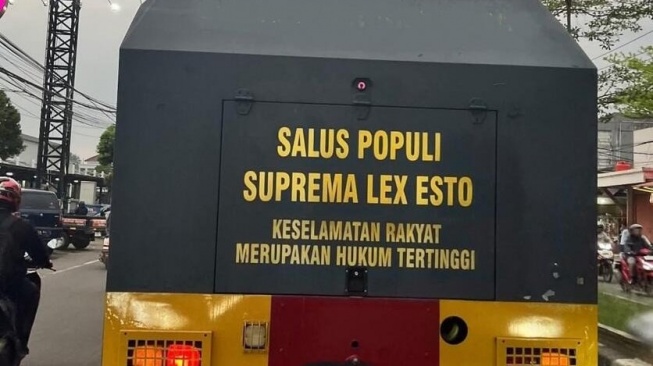 SALUS POPULI
SUPREMA LEX ESTO
KESELAMATAN RAKYAT
MERUPAKAN HUKUM TERTINGGI